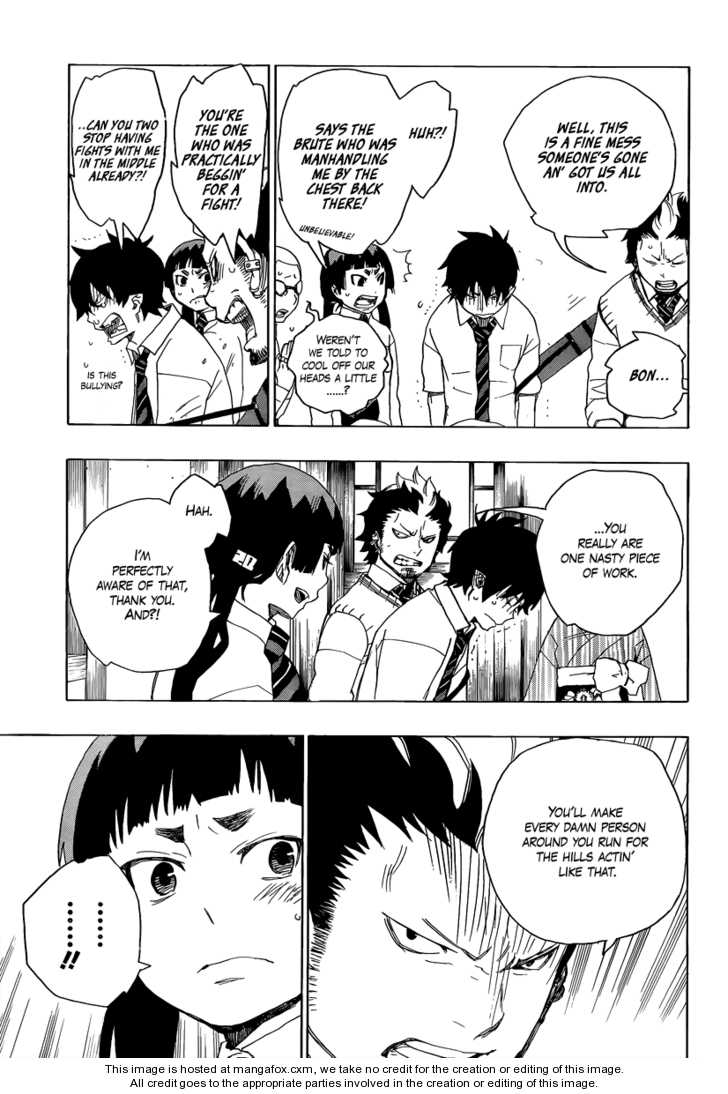 WELL, THIS
IS A FINE MESS
SOMEONE'S GONE
AN' GOT US ALL
INTO.
BON...
HUH?!
SAYS THE
BRUTE WHO WAS
MANHANDLING
ME BY THE
CHEST BACK
THERE!
UNBELIEVABLE!
WEREN'T
WE TOLD TO
COOL OFF OUR
HEADS A LITTLE
......?
YOU'RE
THE ONE
WHO WAS
PRACTICALLY
BEGGIN'
FOR A
FIGHT!
..CAN YOU TWO
STOP HAVING
FIGHTS WITH ME
IN THE MIDDLE
ALREADY?!
IS THIS
BULLYING?
...YOU
REALLY ARE
ONE NASTY PIECE
OF WORK.
HAH.
I'M
PERFECTLY
AWARE OF THAT,
THANK YOU.
AND?!
YOU'LL MAKE
EVERY DAMN PERSON
AROUND YOU RUN FOR
THE HILLS ACTIN'
LIKE THAT.
......!!
This image is hosted at mangafox.cxm, we take no credit for the creation or editing of this image.
All credit goes to the appropriate parties involved in the creation or editing of this image.